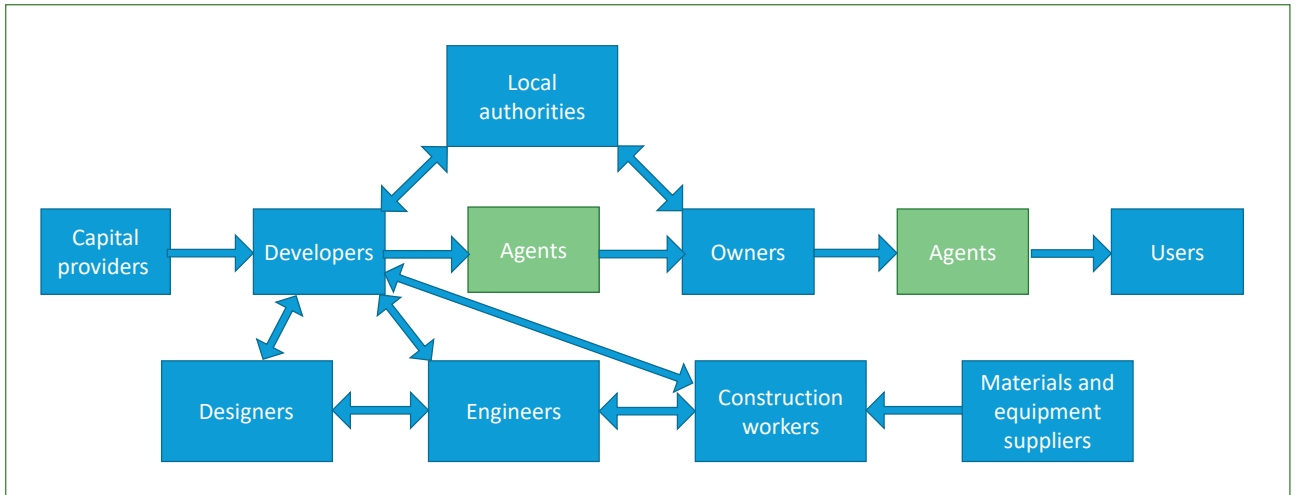 Local
authorities
Capital
providers
Developers
Agents
Owners
Agents
Users
Designers
Engineers
Construction
workers
Materials and
equipment
suppliers